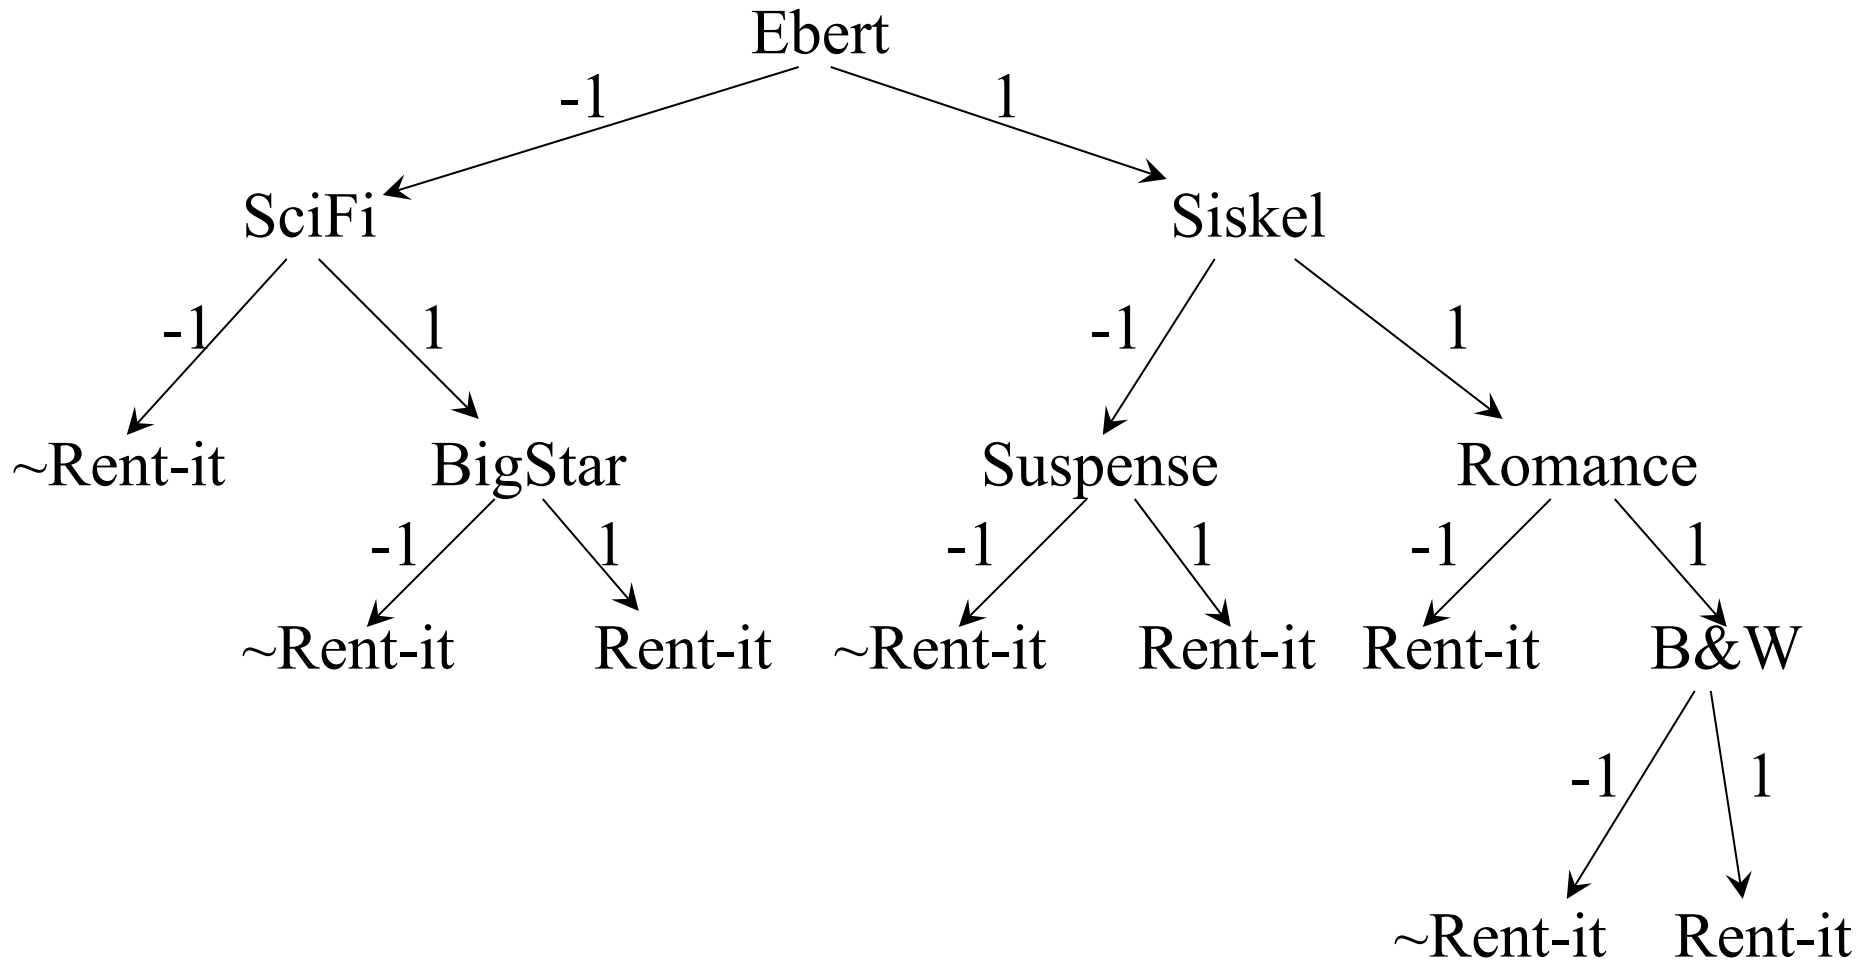 Ebert
-1 1
SciFi Siskel
-1 1 -1 1
~Rent-it BigStar Suspense Romance
-1 1 -1 1 -1 1
~Rent-it Rent-it ~Rent-it Rent-it Rent-it B&W
-1 1
~Rent-it Rent-it